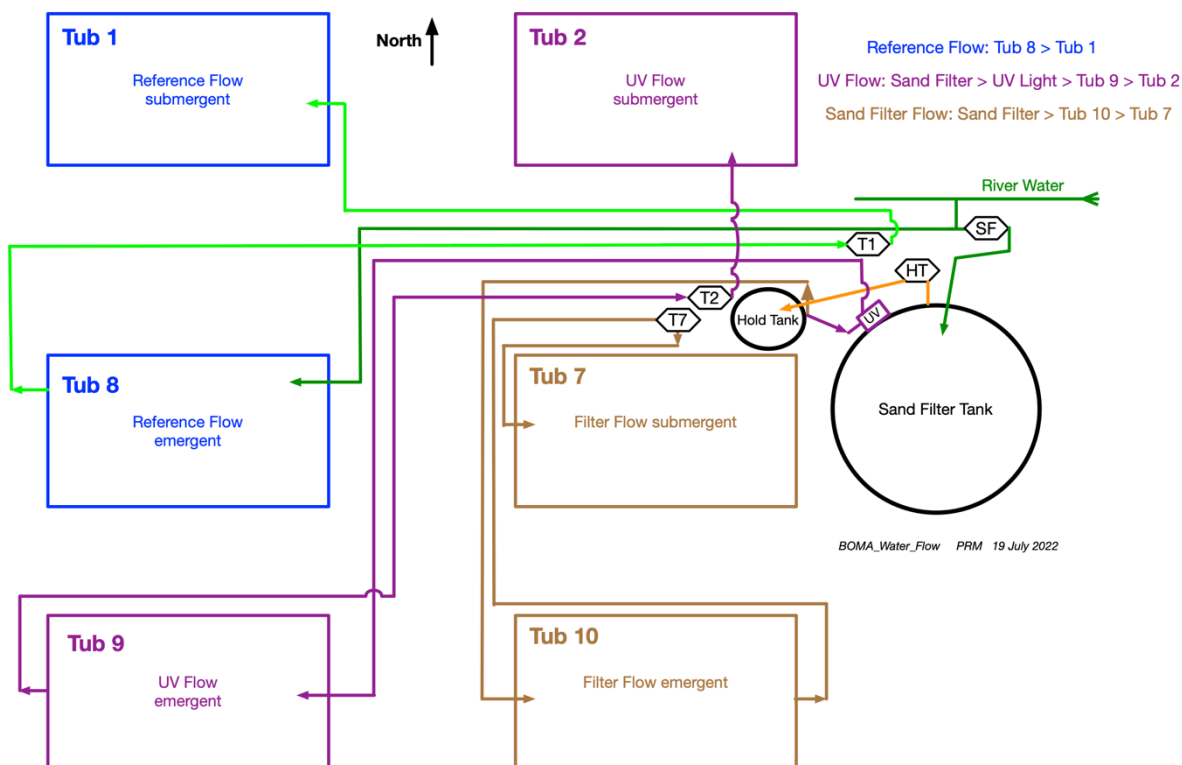 Tub 1
Reference Flow
submergent
North
Tub 2
UV Flow
submergent
Reference Flow: Tub 8 > Tub 1
UV Flow: Sand Filter > UV Light > Tub 9 > Tub 2
Sand Filter Flow: Sand Filter > Tub 10 > Tub 7
River Water
SF
T1
HT
T2
T7
Hold Tank
UV
Tub 8
Reference Flow
emergent
Tub 7
Filter Flow submergent
Sand Filter Tank
BOMA_Water_Flow PRM 19 July 2022
Tub 9
UV Flow
emergent
Tub 10
Filter Flow emergent